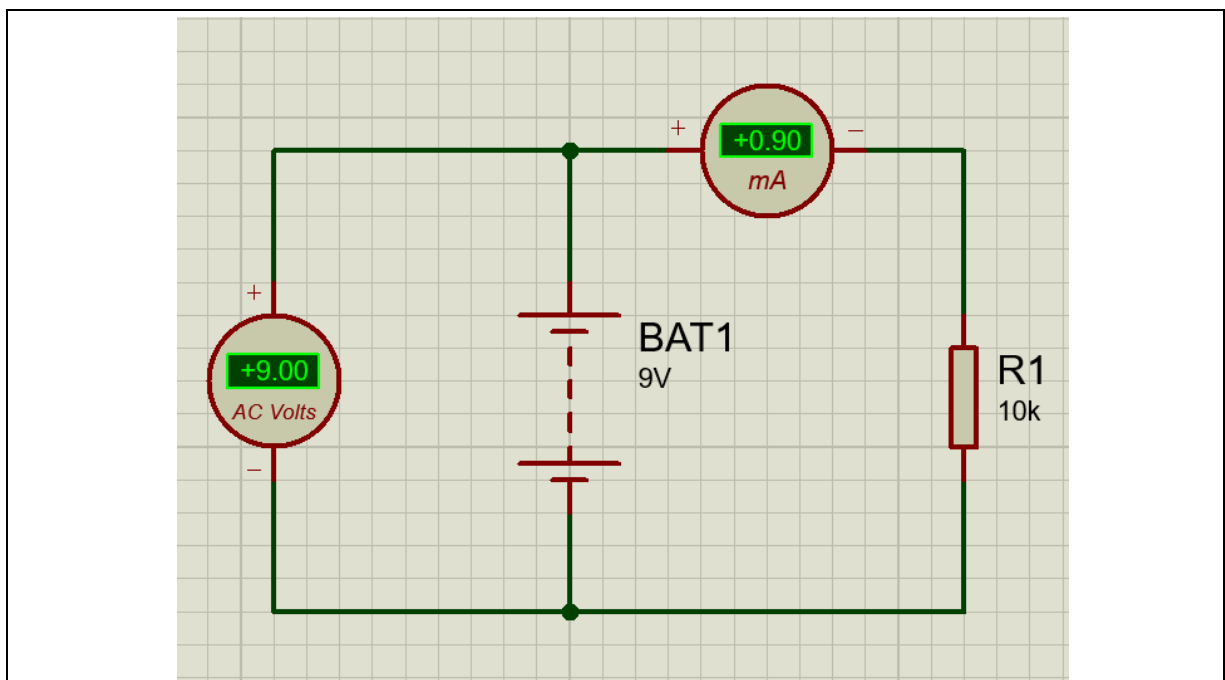 +0.90
mA
+
−
+
+9.00
AC Volts
−
BAT1
9V
R1
10k